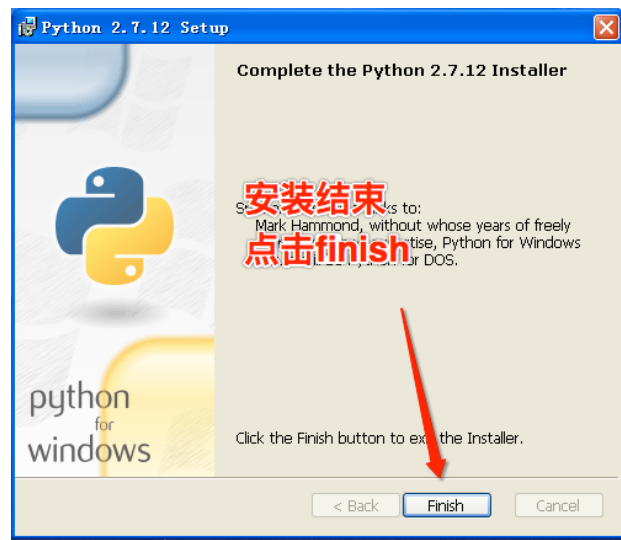 Python 2.7.12 Setup
Complete the Python 2.7.12 Installer
安装结束
to:
Mark Hammond, without whose years of freely
点击finish
Python for Windows
for DOS.
python
for
windows
Click the Finish button to the Installer.
< Back
Finish
Cancel